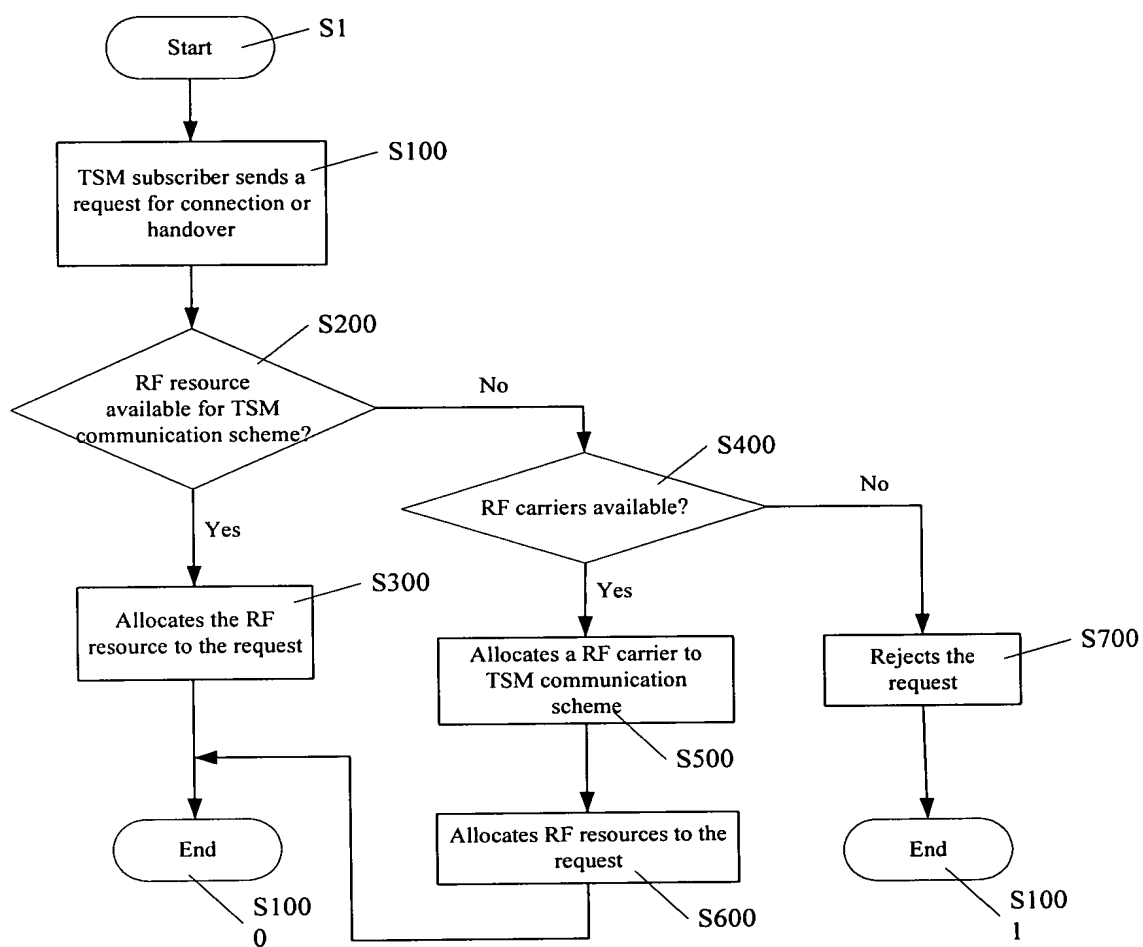 Start
S1
TSM subscriber sends a
request for connection or
handover
S100
RF resource
available for TSM
communication scheme?
S200
No
Yes
RF carriers available?
S400
No
Yes
Allocates the RF
resource to the request
S300
Allocates a RF carrier to
TSM communication
scheme
S500
Rejects the
request
S700
Allocates RF resources to the
request
S600
End
S100
0
End
S100
1